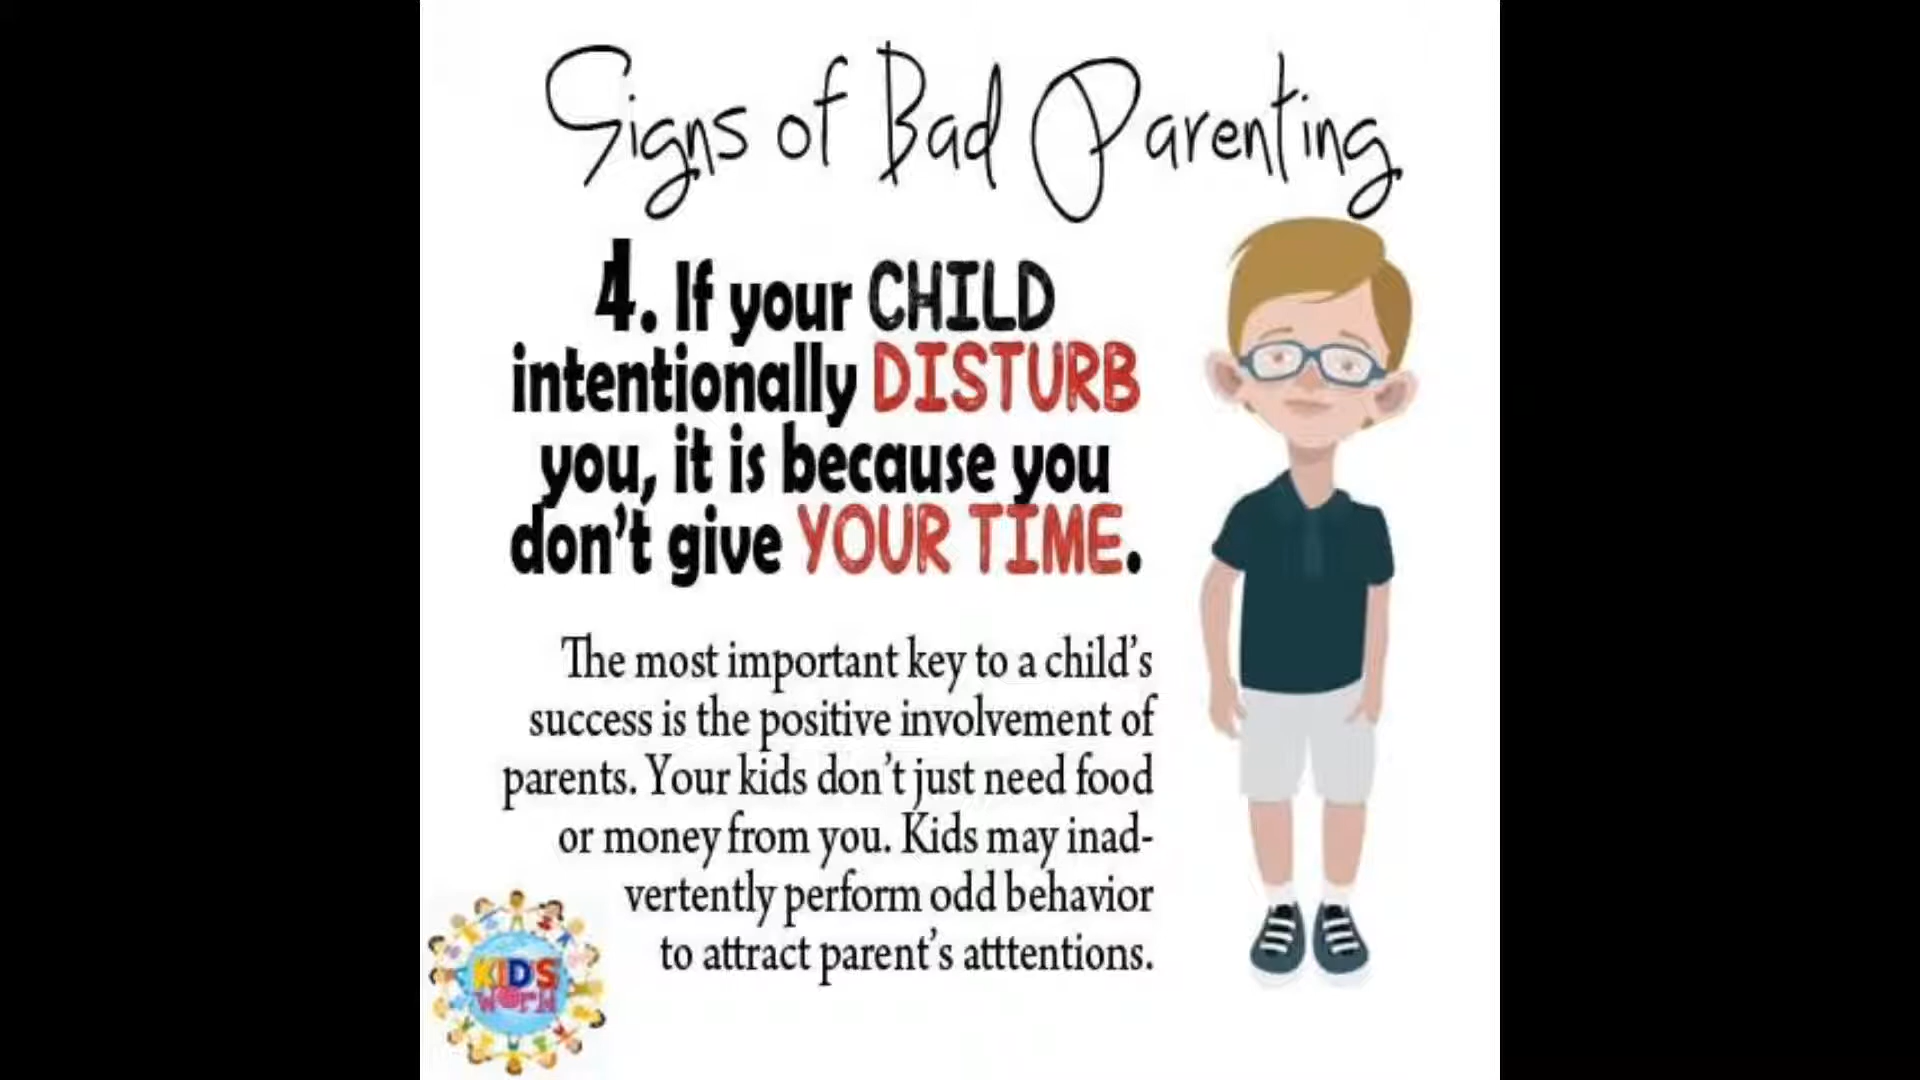 Signs of Bad Parenting
4. If your CHILD
intentionally DISTURB
you, it is because you
don't give YOUR TIME.
The most important key to a child's
success is the positive involvement of
parents. Your kids don't just need food
or money from you. Kids may inad-
vertently perform odd behavior
to attract parent's atttentions.
KIDS
World